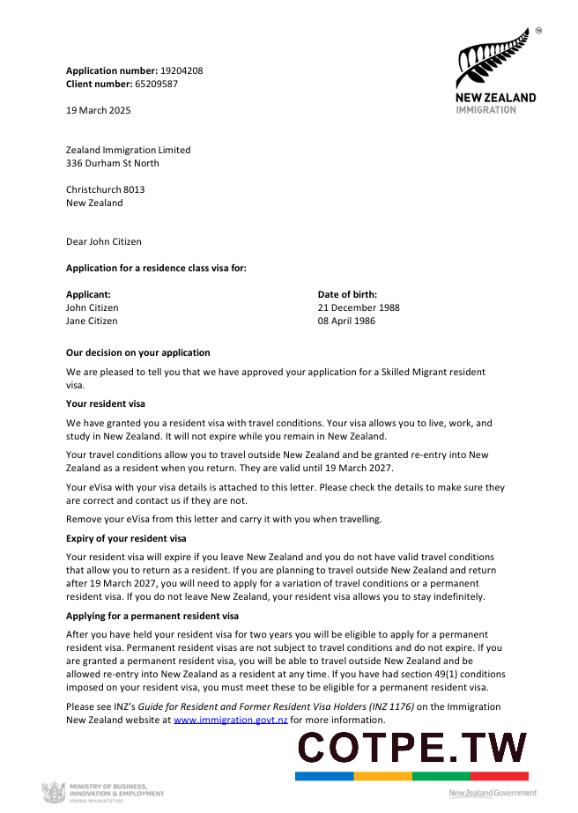 Application number: 19204208
Client number: 65209587
19 March 2025
NEW ZEALAND
IMMIGRATION
Zealand Immigration Limited
336 Durham St North
Christchurch 8013
New Zealand
Dear John Citizen
Application for a residence class visa for:
Applicant: Date of birth:
John Citizen 21 December 1988
Jane Citizen 08 April 1986
Our decision on your application
We are pleased to tell you that we have approved your application for a Skilled Migrant resident
visa.
Your resident visa
We have granted you a resident visa with travel conditions. Your visa allows you to live, work, and
study in New Zealand. It will not expire while you remain in New Zealand.
Your travel conditions allow you to travel outside New Zealand and be granted re-entry into New
Zealand as a resident when you return. They are valid until 19 March 2027.
Your eVisa with your visa details is attached to this letter. Please check the details to make sure they
are correct and contact us if they are not.
Remove your eVisa from this letter and carry it with you when travelling.
Expiry of your resident visa
Your resident visa will expire if you leave New Zealand and you do not have valid travel conditions
that allow you to return as a resident. If you are planning to travel outside New Zealand and return
after 19 March 2027, you will need to apply for a variation of travel conditions or a permanent
resident visa. If you do not leave New Zealand, your resident visa allows you to stay indefinitely.
Applying for a permanent resident visa
After you have held your resident visa for two years you will be eligible to apply for a permanent
resident visa. Permanent resident visas are not subject to travel conditions and do not expire. If you
are granted a permanent resident visa, you will be able to travel outside New Zealand and be
allowed re-entry into New Zealand as a resident at any time. If you have had section 49(1) conditions
imposed on your resident visa, you must meet these to be eligible for a permanent resident visa.
Please see INZ's Guide for Resident and Former Resident Visa Holders (INZ 1176) on the Immigration
New Zealand website at www.immigration.govt.nz for more information.
COTPE.TW
MINISTRY OF BUSINESS,
INNOVATION & EMPLOYMENT
HĪKINA WHAKATUTUKI
New Zealand Government